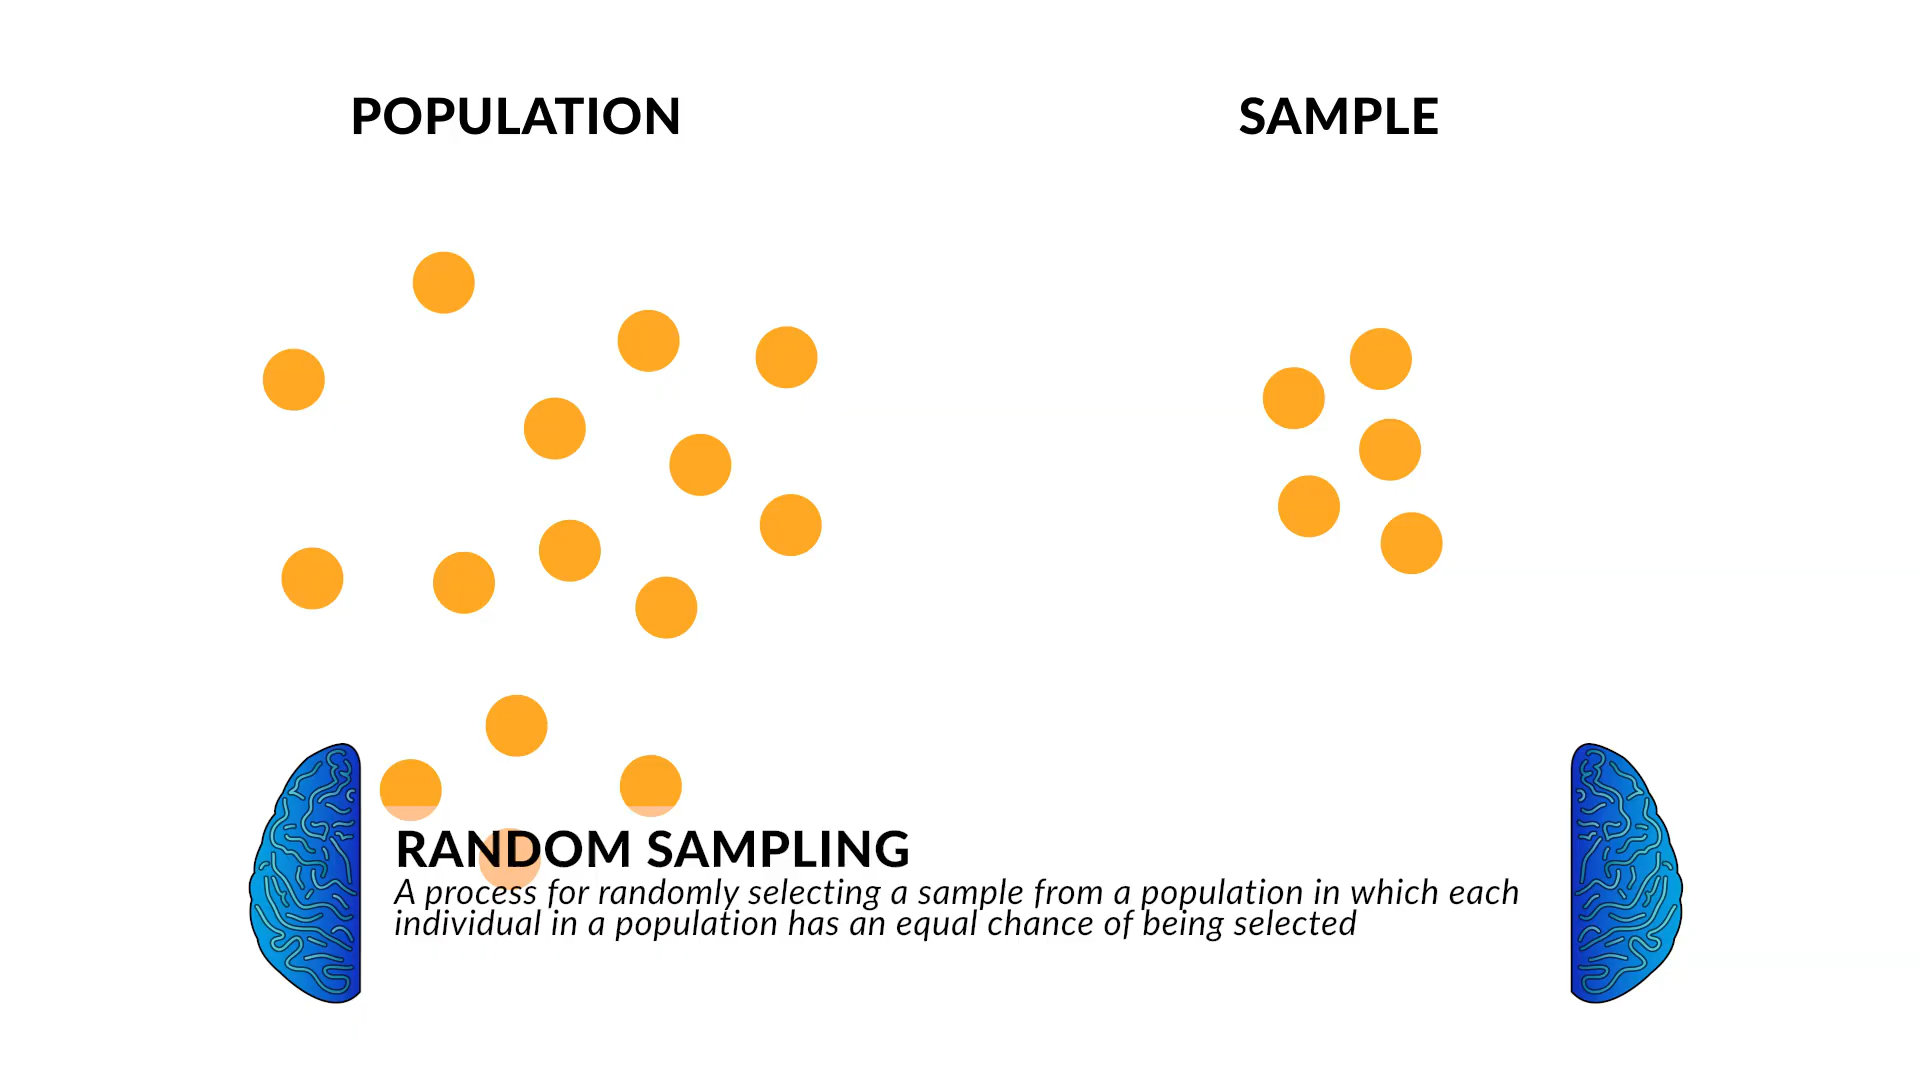 POPULATION
SAMPLE
RANDOM SAMPLING
A process for randomly selecting a sample from a population in which each
individual in a population has an equal chance of being selected